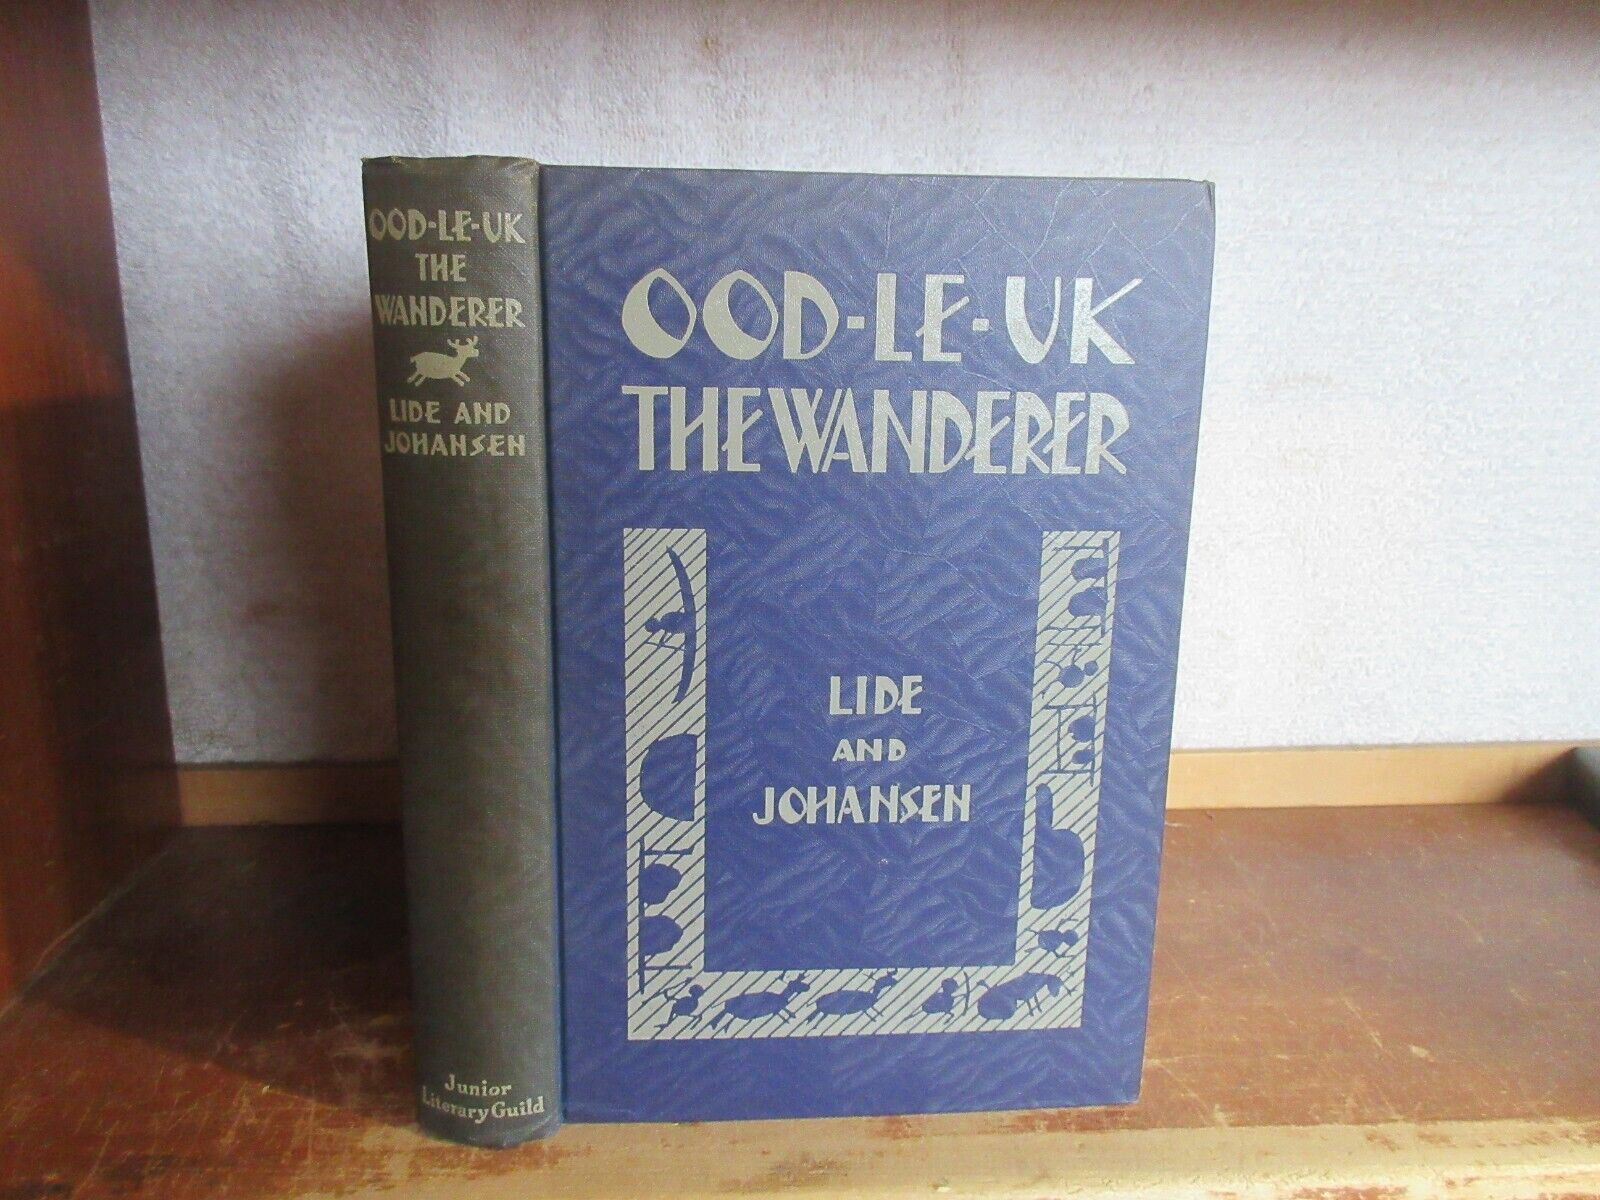 OOD-LE-UK
THE
WANDERER
LIDE AND
JOHANSEN
Junior
Literary Guild
OOD-LE-UK
THE WANDERER
LIDE
AND
JOHANSEN